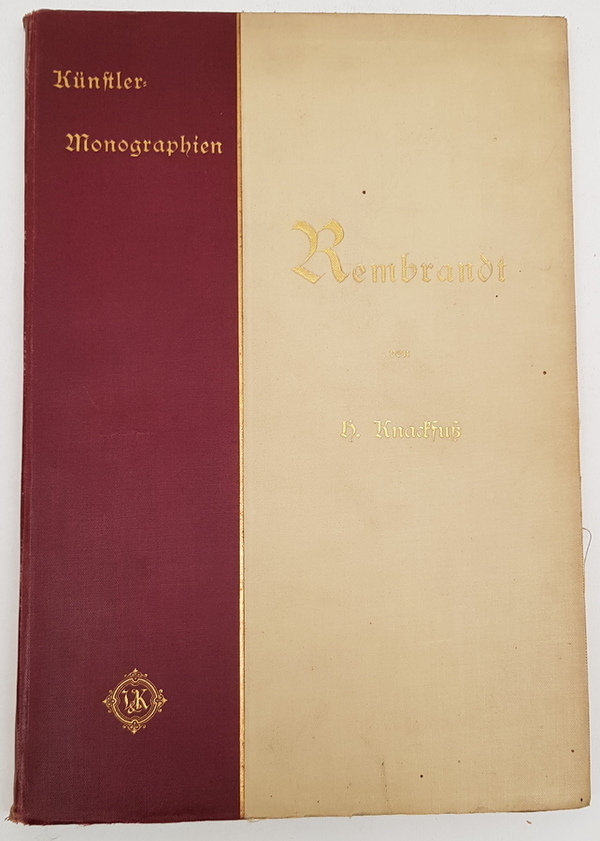 Künstler-
Monographien
Rembrandt
von
H. Knackfuß
V&K